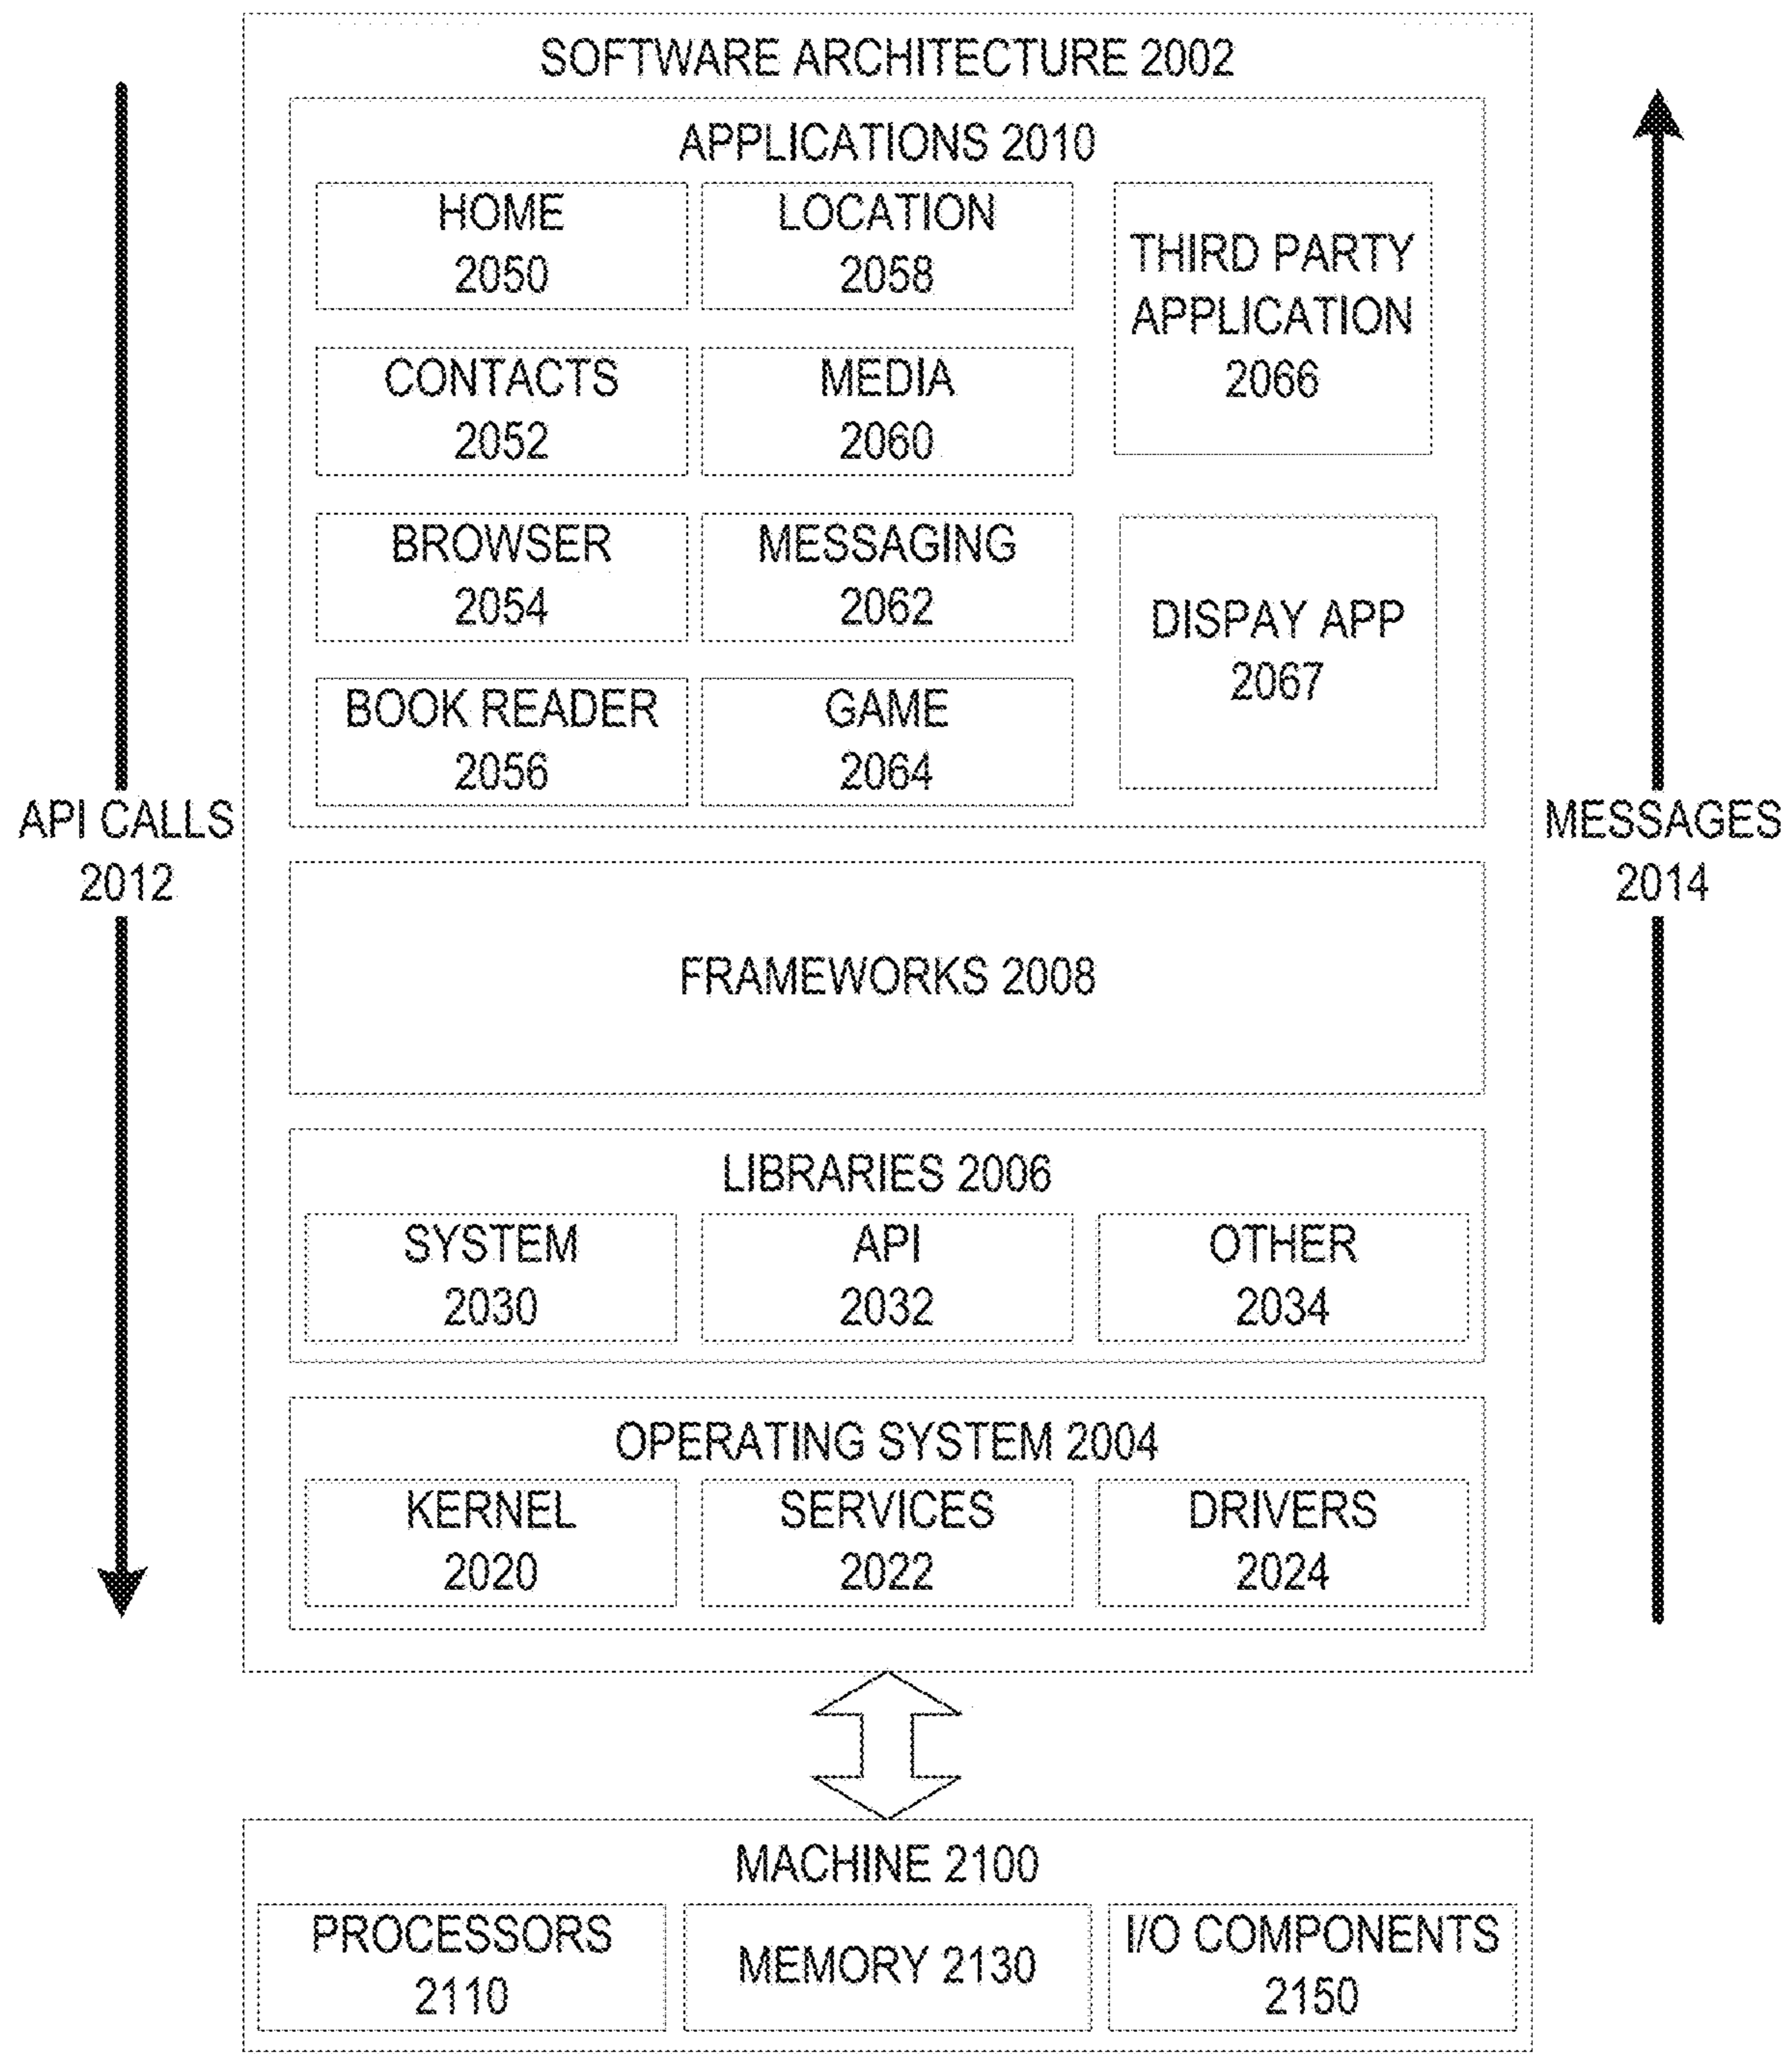 SOFTWARE ARCHITECTURE 2002
APPLICATIONS 2010
HOME
2050
LOCATION
2058
THIRD PARTY
APPLICATION
2066
CONTACTS
2052
MEDIA
2060
BROWSER
2054
MESSAGING
2062
DISPAY APP
2067
BOOK READER
2056
GAME
2064
API CALLS
2012
MESSAGES
2014
FRAMEWORKS 2008
LIBRARIES 2006
SYSTEM
2030
API
2032
OTHER
2034
OPERATING SYSTEM 2004
KERNEL
2020
SERVICES
2022
DRIVERS
2024
MACHINE 2100
PROCESSORS
2110
MEMORY 2130
I/O COMPONENTS
2150